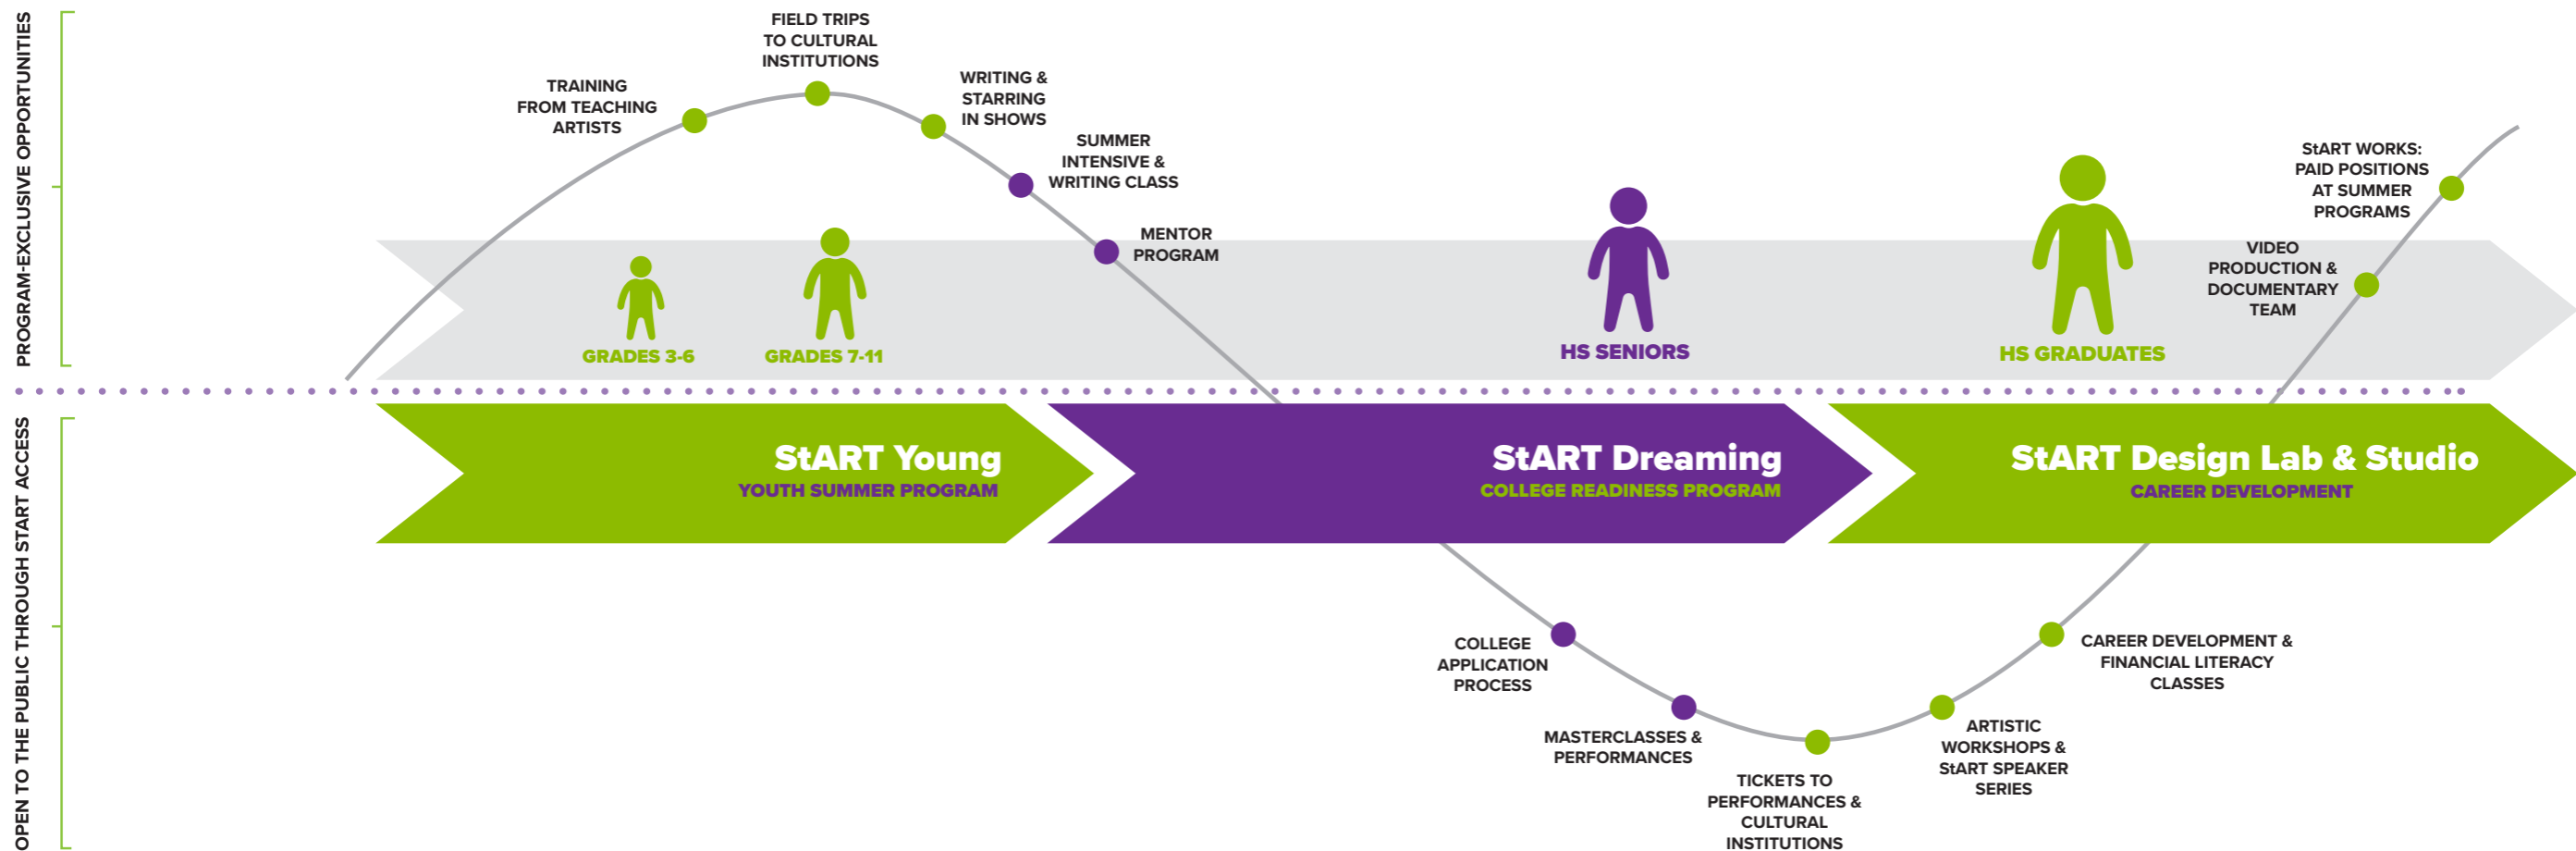 PROGRAM-EXCLUSIVE OPPORTUNITIES
TRAINING
FROM TEACHING
ARTISTS
FIELD TRIPS
TO CULTURAL
INSTITUTIONS
WRITING &
STARRING
IN SHOWS
SUMMER
INTENSIVE &
WRITING CLASS
MENTOR
PROGRAM
StART WORKS:
PAID POSITIONS
AT SUMMER
PROGRAMS
VIDEO
PRODUCTION &
DOCUMENTARY
TEAM
GRADES 3-6
GRADES 7-11
HS SENIORS
HS GRADUATES
OPEN TO THE PUBLIC THROUGH START ACCESS
StART Young
YOUTH SUMMER PROGRAM
StART Dreaming
COLLEGE READINESS PROGRAM
StART Design Lab & Studio
CAREER DEVELOPMENT
COLLEGE
APPLICATION
PROCESS
MASTERCLASSES &
PERFORMANCES
TICKETS TO
PERFORMANCES &
CULTURAL
INSTITUTIONS
ARTISTIC
WORKSHOPS &
StART SPEAKER
SERIES
CAREER DEVELOPMENT &
FINANCIAL LITERACY
CLASSES